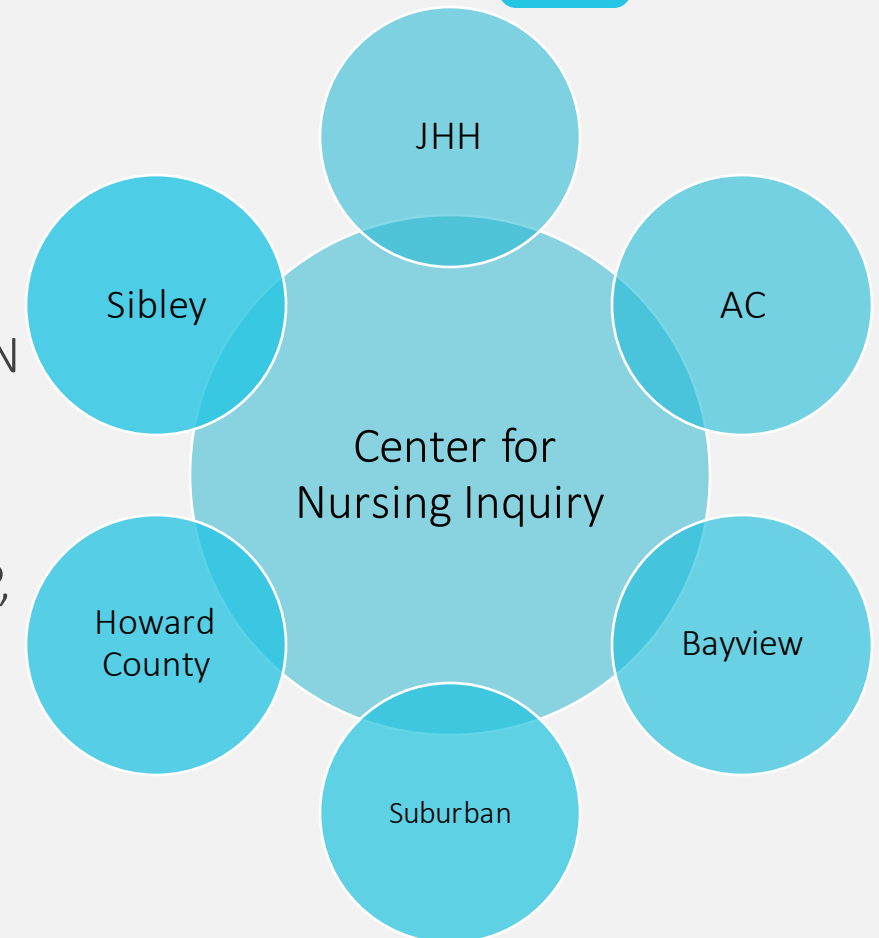 JHH
Sibley
AC
N
Center for
Nursing Inquiry
Howard
County
Bayview
Suburban